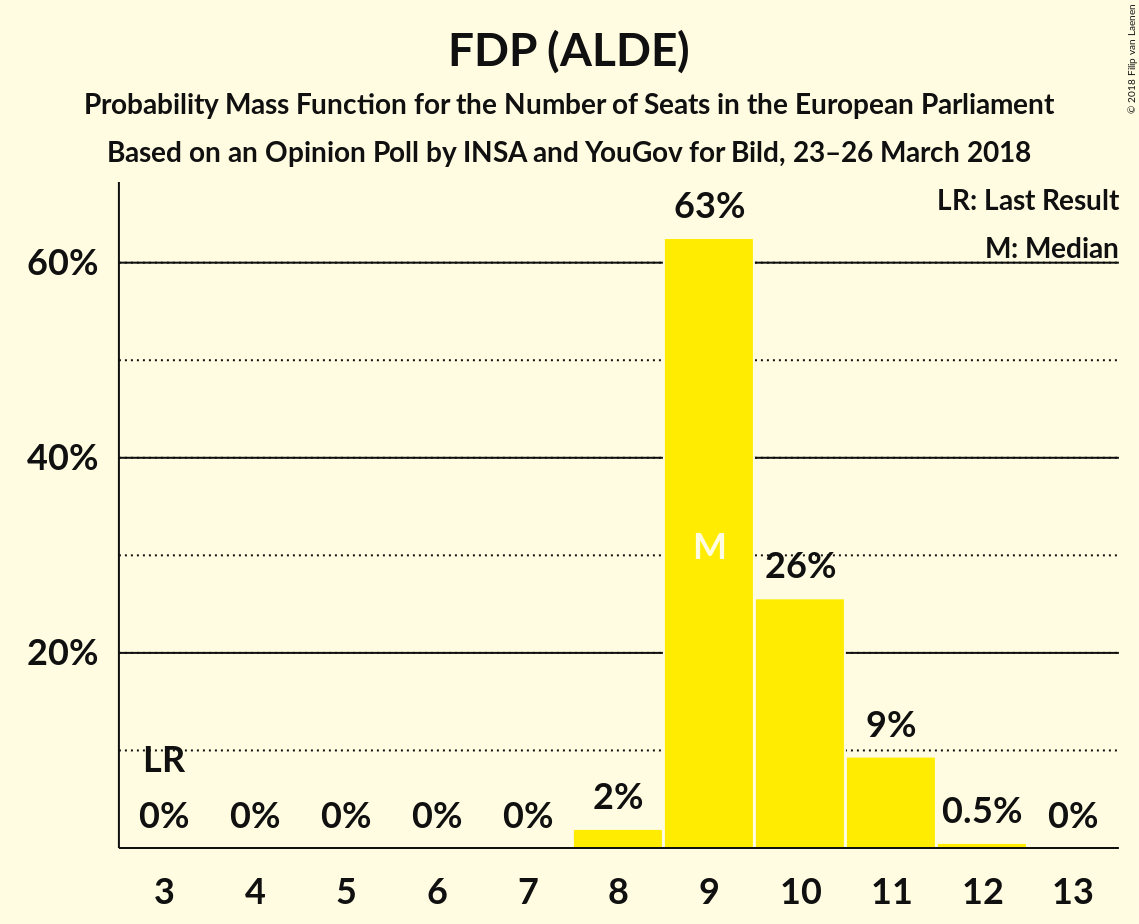 FDP (ALDE)
Probability Mass Function for the Number of Seats in the European Parliament
Based on an Opinion Poll by INSA and YouGov for Bild, 23–26 March 2018
© 2018 Filip van Laenen
LR: Last Result
M: Median
63%
60%
40%
M
26%
20%
9%
LR
2%
0.5%
0% 0% 0% 0% 0% 0%
3 4 5 6 7 8 9 10 11 12 13